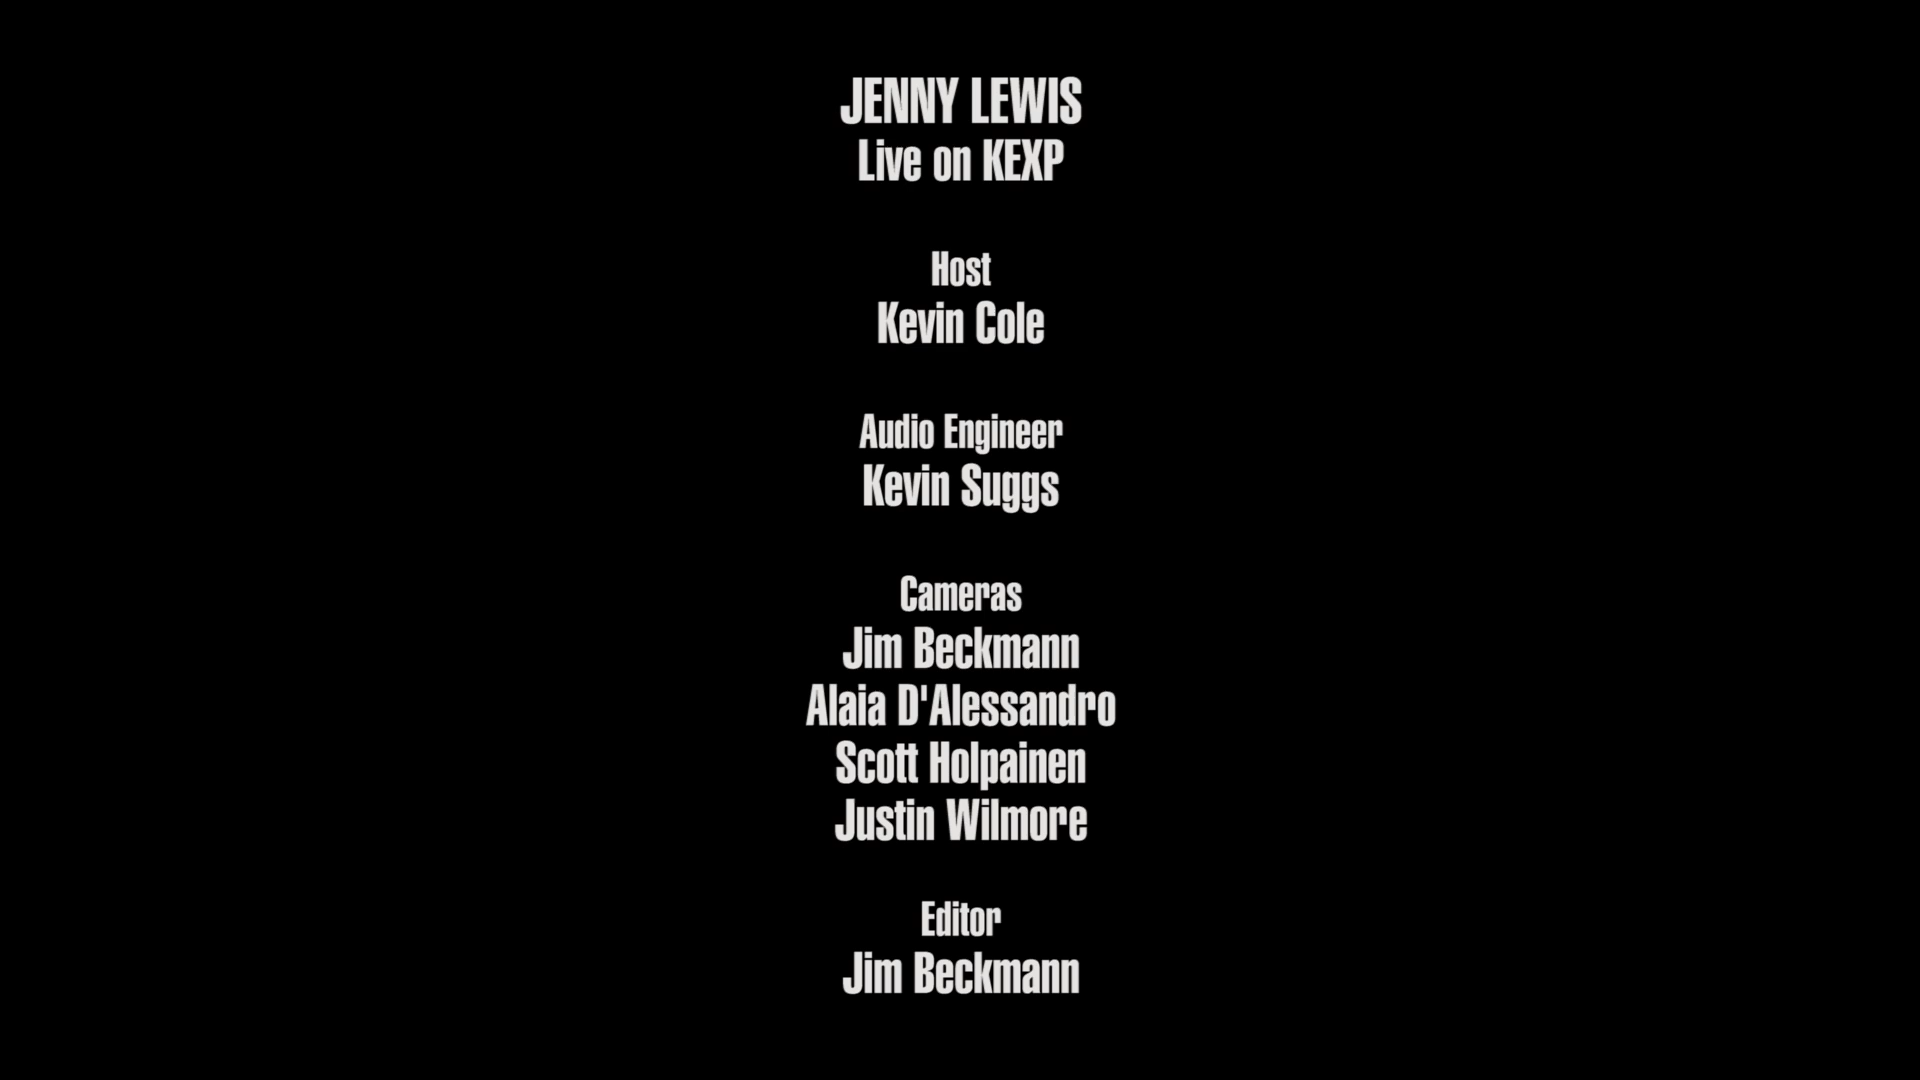 JENNY LEWIS
Live on KEXP
Host
Kevin Cole
Audio Engineer
Kevin Suggs
Cameras
Jim Beckmann
Alaia D'Alessandro
Scott Holpainen
Justin Wilmore
Editor
Jim Beckmann